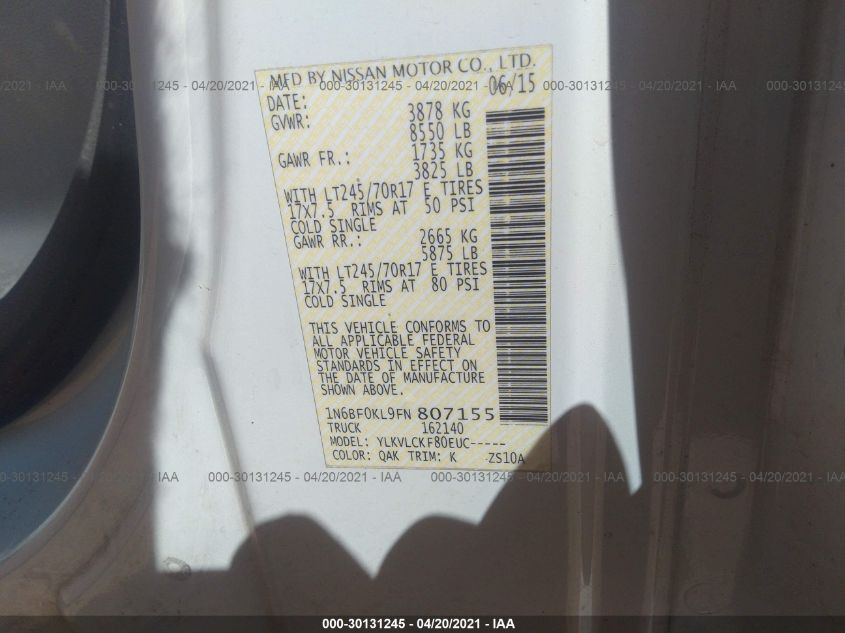 MFD BY NISSAN MOTOR CO., LTD.
DATE: 06/15
GVWR: 3878 KG
8550 LB
GAWR FR.: 1735 KG
3825 LB
WITH LT245/70R17 E TIRES
17X7.5 RIMS AT 50 PSI
COLD SINGLE
GAWR RR.: 2665 KG
5875 LB
WITH LT245/70R17 E TIRES
17X7.5 RIMS AT 80 PSI
COLD SINGLE
THIS VEHICLE CONFORMS TO
ALL APPLICABLE FEDERAL
MOTOR VEHICLE SAFETY
STANDARDS IN EFFECT ON
THE DATE OF MANUFACTURE
SHOWN ABOVE.
1N6BF0KL9FN 807155
TRUCK 162140
MODEL: YLKVLCKF80EUC-----
COLOR: QAK TRIM: K -ZS10A
000-30131245 - 04/20/2021 - IAA